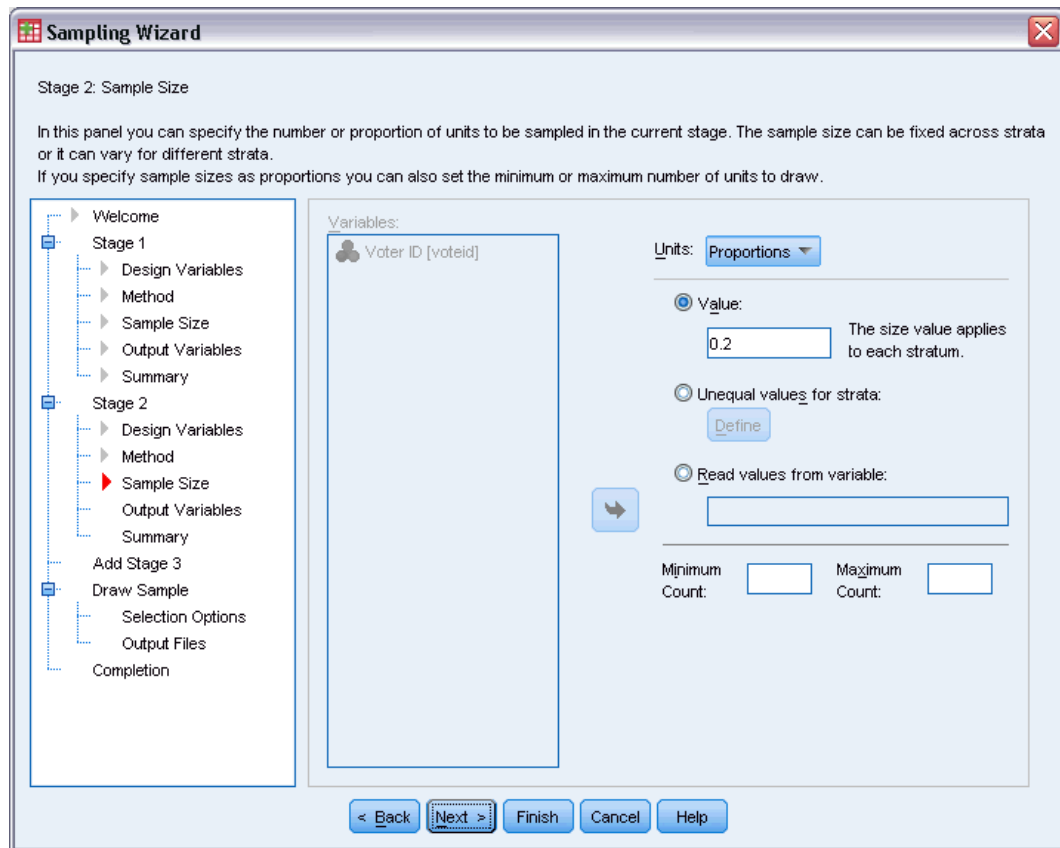 Sampling Wizard
Stage 2: Sample Size
In this panel you can specify the number or proportion of units to be sampled in the current stage. The sample size can be fixed across strata
or it can vary for different strata.
If you specify sample sizes as proportions you can also set the minimum or maximum number of units to draw.
Welcome
Stage 1
Design Variables
Method
Sample Size
Output Variables
Summary
Stage 2
Design Variables
Method
Sample Size
Output Variables
Summary
Add Stage 3
Draw Sample
Selection Options
Output Files
Completion
Variables:
Voter ID [voteid]
Units: Proportions
Value:
0.2
The size value applies
to each stratum.
Unequal values for strata:
Define
Read values from variable:
Minimum
Count:
Maximum
Count:
< Back
Next >
Finish
Cancel
Help